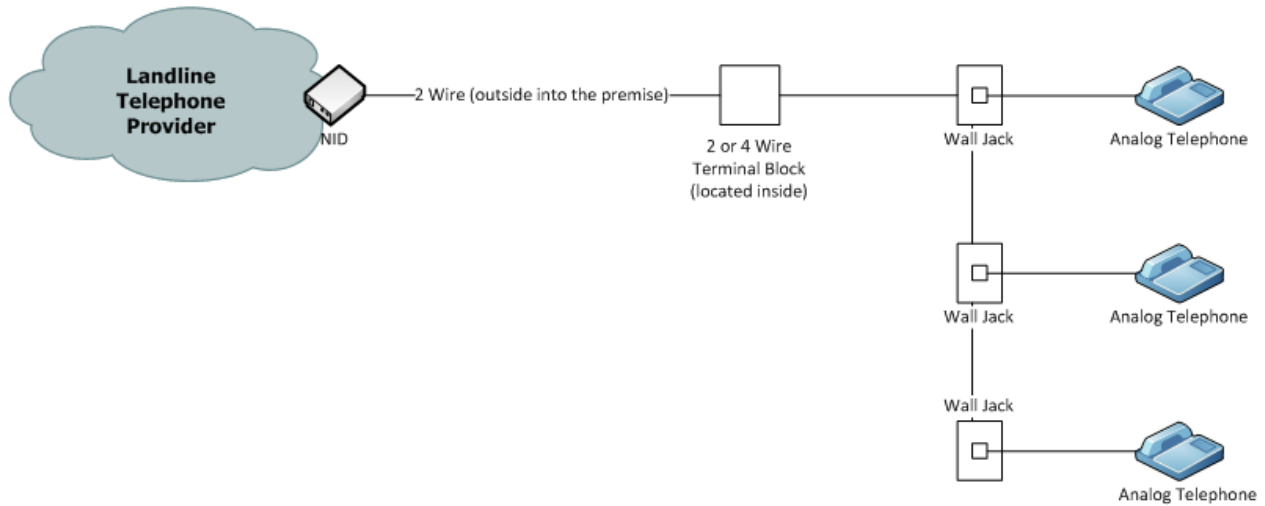 Landline
Telephone
Provider
NID
2 Wire (outside into the premise)
2 or 4 Wire
Terminal Block
(located inside)
Wall Jack
Analog Telephone
Wall Jack
Analog Telephone
Wall Jack
Analog Telephone